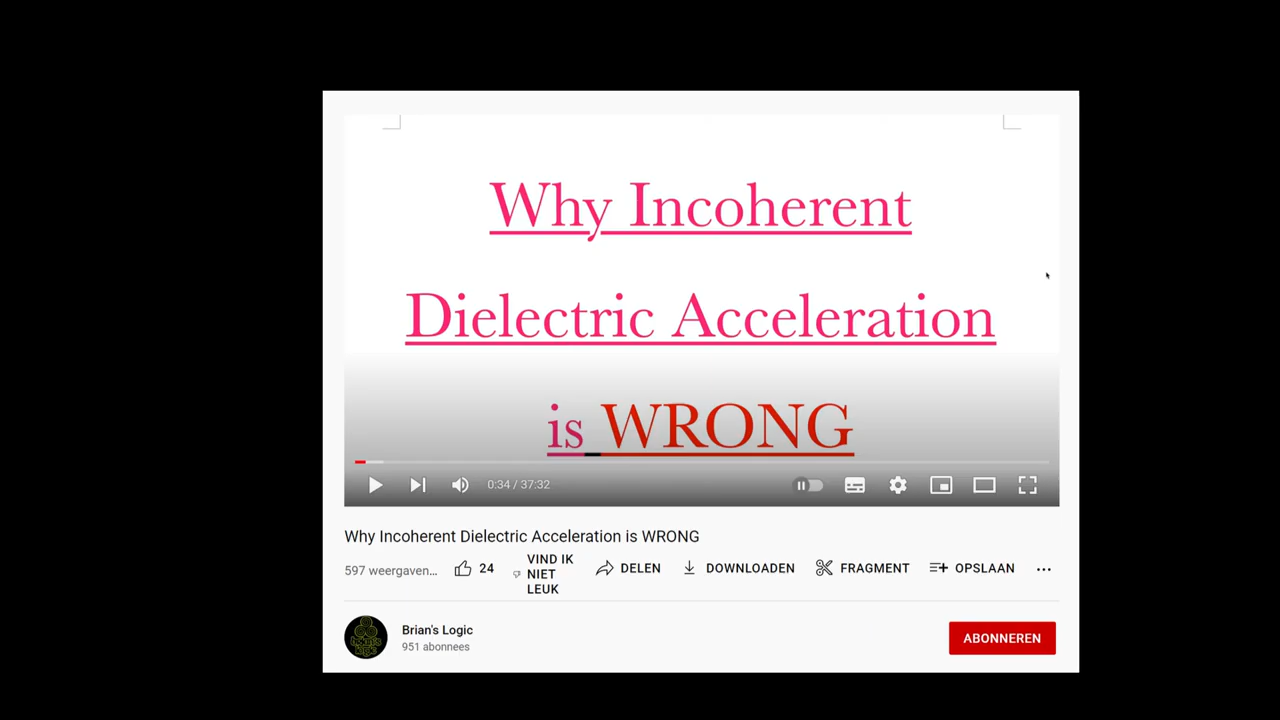 Why Incoherent
Dielectric Acceleration
is WRONG
0:34 / 37:32
Why Incoherent Dielectric Acceleration is WRONG
597 weergaven...
24
VIND IK
NIET
LEUK
DELEN
DOWNLOADEN
FRAGMENT
OPSLAAN
Brian's Logic
951 abonnees
ABONNEREN